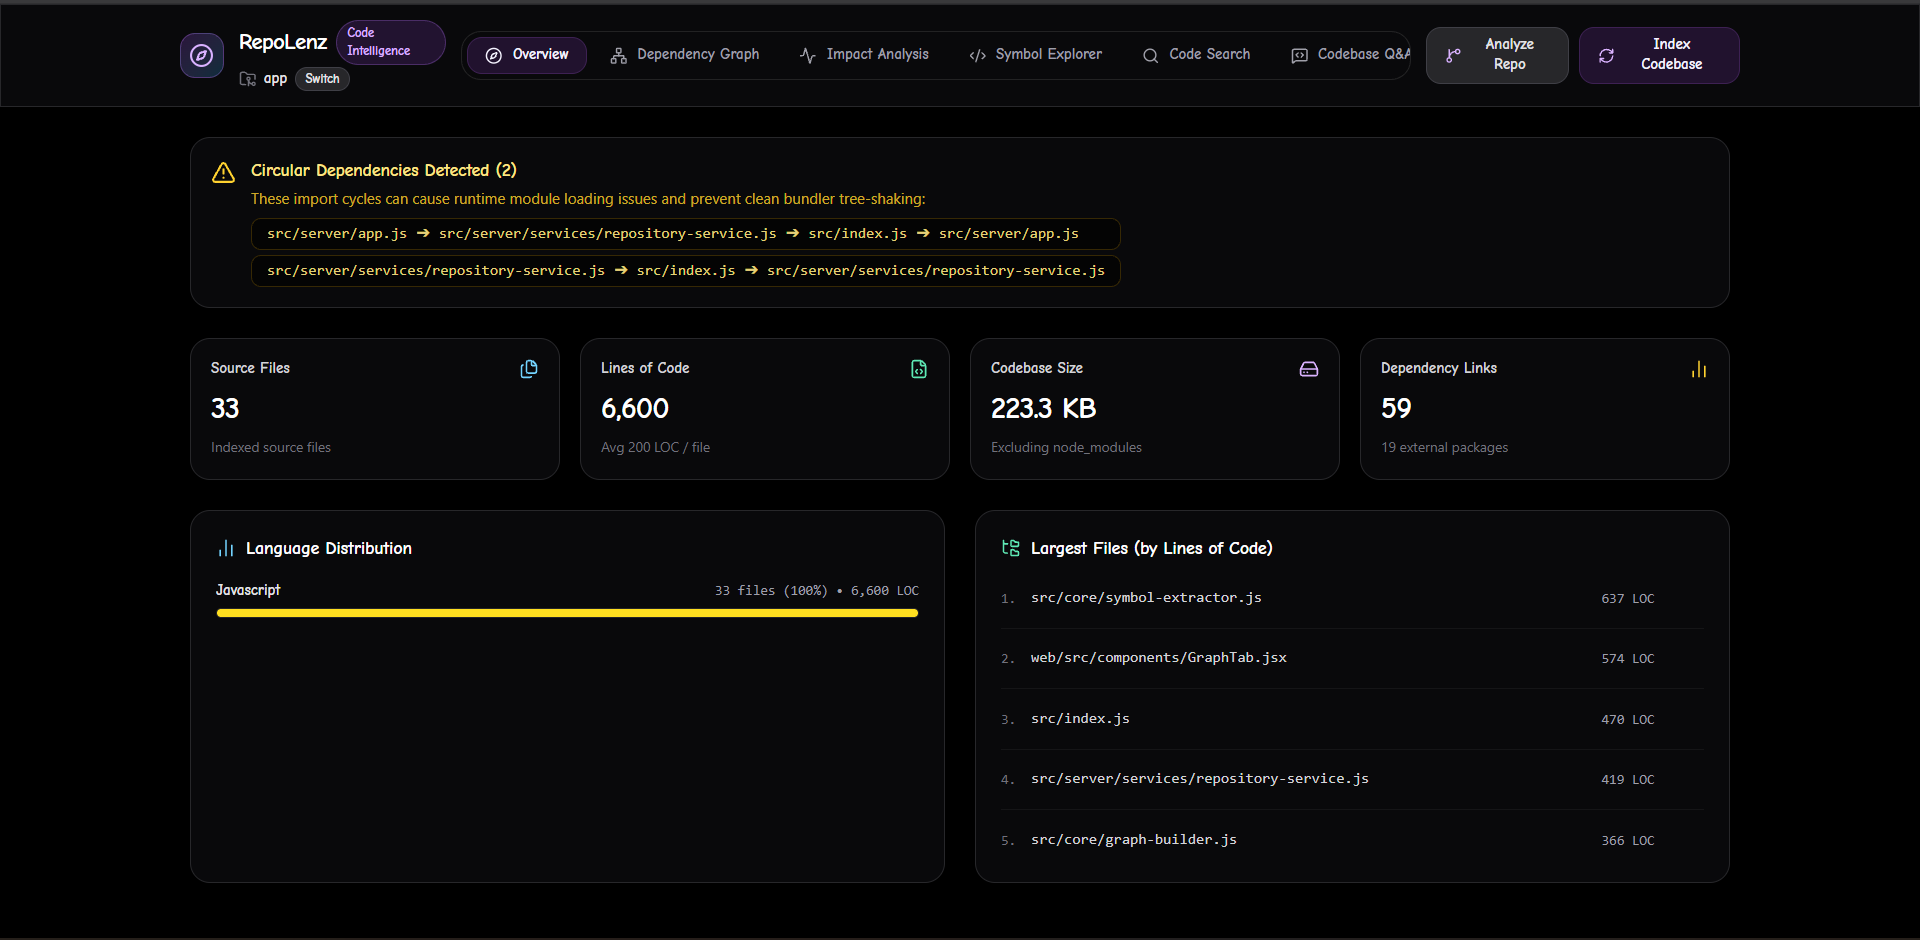 RepoLenz
Code
Intelligence
app
Switch
Overview
Dependency Graph
Impact Analysis
Symbol Explorer
Code Search
Codebase Q&A
Analyze
Repo
Index
Codebase
Circular Dependencies Detected (2)
These import cycles can cause runtime module loading issues and prevent clean bundler tree-shaking:
src/server/app.js ➔ src/server/services/repository-service.js ➔ src/index.js ➔ src/server/app.js
src/server/services/repository-service.js ➔ src/index.js ➔ src/server/services/repository-service.js
Source Files
33
Indexed source files
Lines of Code
6,600
Avg 200 LOC / file
Codebase Size
223.3 KB
Excluding node_modules
Dependency Links
59
19 external packages
Language Distribution
Javascript
33 files (100%) • 6,600 LOC
Largest Files (by Lines of Code)
1. src/core/symbol-extractor.js 637 LOC
2. web/src/components/GraphTab.jsx 574 LOC
3. src/index.js 470 LOC
4. src/server/services/repository-service.js 419 LOC
5. src/core/graph-builder.js 366 LOC